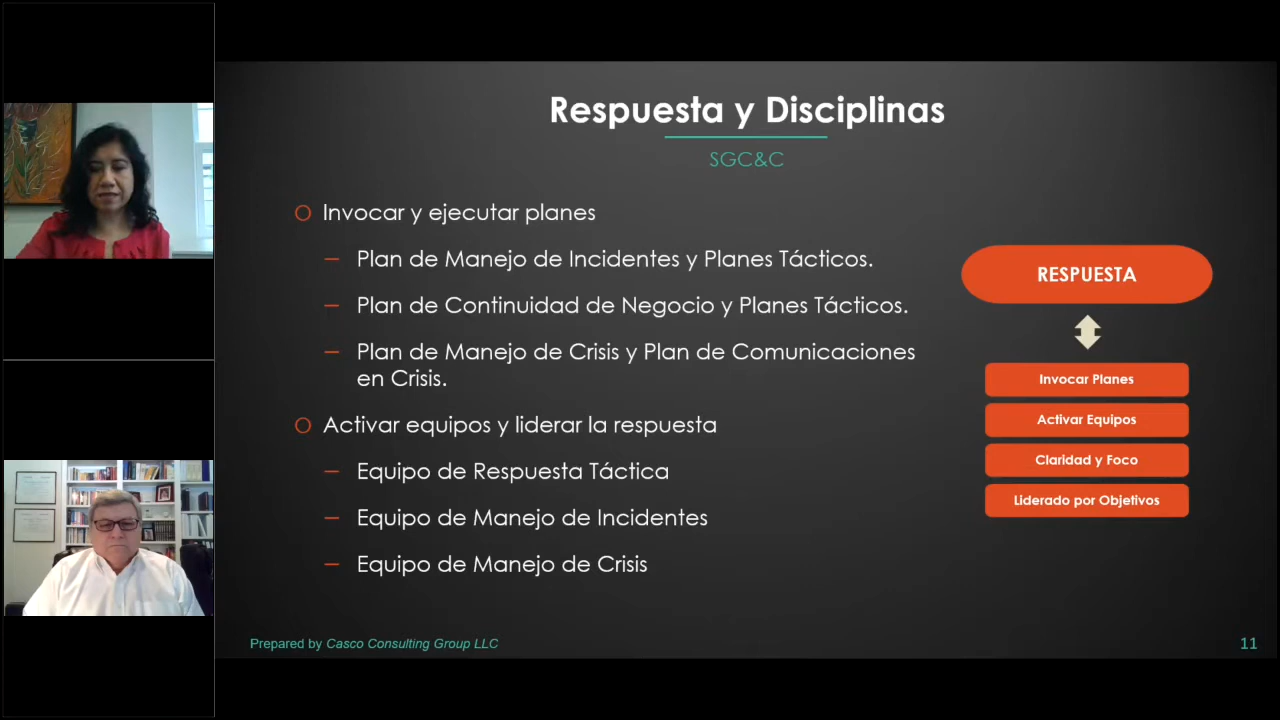 Respuesta y Disciplinas
SGC&C
Invocar y ejecutar planes
Plan de Manejo de Incidentes y Planes Tácticos.
Plan de Continuidad de Negocio y Planes Tácticos.
Plan de Manejo de Crisis y Plan de Comunicaciones
en Crisis.
Activar equipos y liderar la respuesta
Equipo de Respuesta Táctica
Equipo de Manejo de Incidentes
Equipo de Manejo de Crisis
RESPUESTA
Invocar Planes
Activar Equipos
Claridad y Foco
Liderado por Objetivos
Prepared by Casco Consulting Group LLC
11